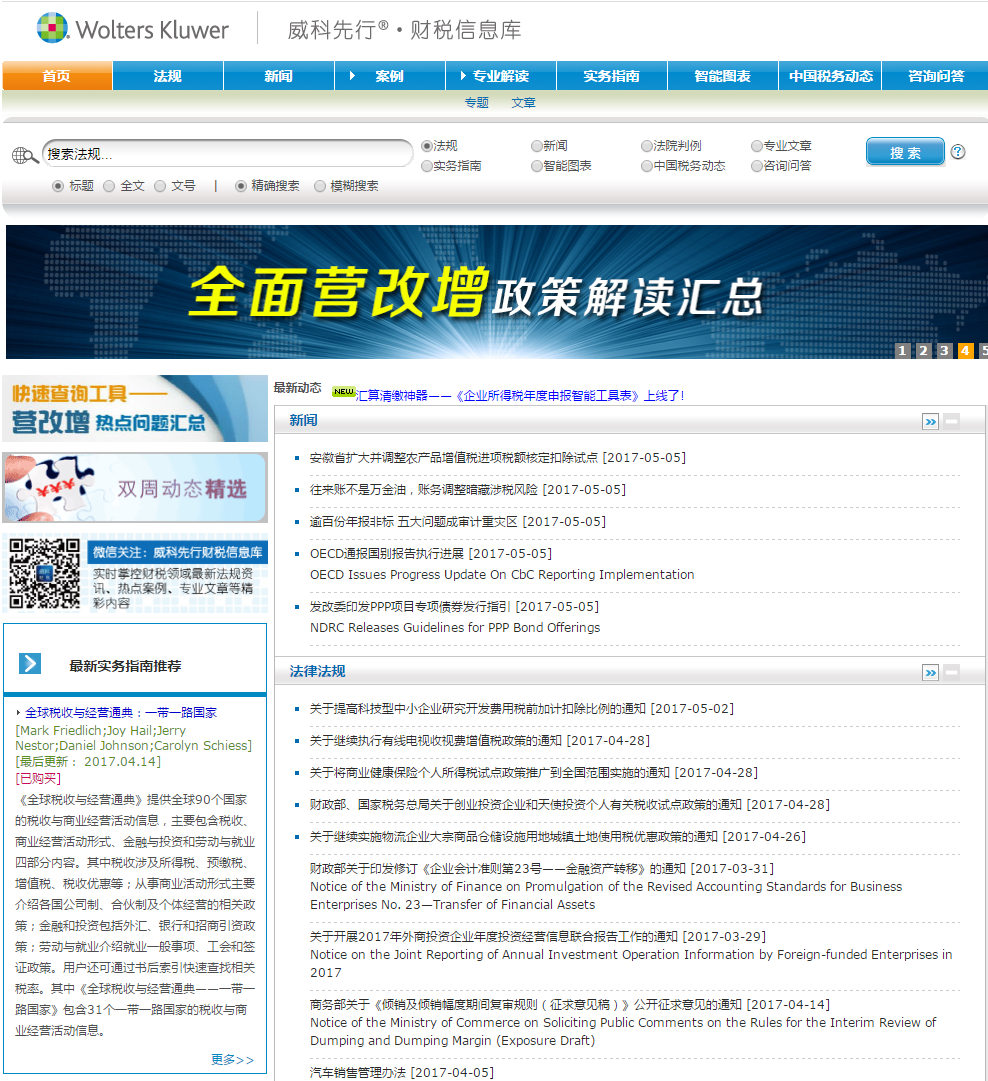 Wolters Kluwer 威科先行®·财税信息库
首页 法规 新闻 案例 专业解读 实务指南 智能图表 中国税务动态 咨询问答
专题 文章
搜索法规...
法规 新闻 法院判例 专业文章
实务指南 智能图表 中国税务动态 咨询问答
搜 索 ?
标题 全文 文号 | 精确搜索 模糊搜索
全面营改增政策解读汇总
1 2 3 4 5
快速查询工具——
营改增 热点问题汇总
双周动态精选
微信关注：威科先行财税信息库
实时掌控财税领域最新法规资
讯、热点案例、专业文章等精
彩内容
最新实务指南推荐
全球税收与经营通典：一带一路国家
[Mark Friedlich;Joy Hail;Jerry
Nestor;Daniel Johnson;Carolyn Schiess]
[最后更新： 2017.04.14]
[已购买]
《全球税收与经营通典》提供全球90个国家
的税收与商业经营活动信息，主要包含税收、
商业经营活动形式、金融与投资和劳动与就业
四部分内容。其中税收涉及所得税、预缴税、
增值税、税收优惠等；从事商业活动形式主要
介绍各国公司制、合伙制及个体经营的相关政
策；金融和投资包括外汇、银行和招商引资政
策；劳动与就业介绍就业一般事项、工会和签
证政策。用户还可通过书后索引快速查找相关
税率。其中《全球税收与经营通典——一带一
路国家》包含31个一带一路国家的税收与商
业经营活动信息。
更多>>
最新动态 NEW 汇算清缴神器——《企业所得税年度申报智能工具表》上线了!
新闻
安徽省扩大并调整农产品增值税进项税额核定扣除试点 [2017-05-05]
往来账不是万金油，账务调整暗藏涉税风险 [2017-05-05]
逾百份年报非标 五大问题成审计重灾区 [2017-05-05]
OECD通报国别报告执行进展 [2017-05-05]
OECD Issues Progress Update On CbC Reporting Implementation
发改委印发PPP项目专项债券发行指引 [2017-05-05]
NDRC Releases Guidelines for PPP Bond Offerings
法律法规
关于提高科技型中小企业研究开发费用税前加计扣除比例的通知 [2017-05-02]
关于继续执行有线电视收视费增值税政策的通知 [2017-04-28]
关于将商业健康保险个人所得税试点政策推广到全国范围实施的通知 [2017-04-28]
财政部、国家税务总局关于创业投资企业和天使投资个人有关税收试点政策的通知 [2017-04-28]
关于继续实施物流企业大宗商品仓储设施用地城镇土地使用税优惠政策的通知 [2017-04-26]
财政部关于印发修订《企业会计准则第23号——金融资产转移》的通知 [2017-03-31]
Notice of the Ministry of Finance on Promulgation of the Revised Accounting Standards for Business
Enterprises No. 23—Transfer of Financial Assets
关于开展2017年外商投资企业年度投资经营信息联合报告工作的通知 [2017-03-29]
Notice on the Joint Reporting of Annual Investment Operation Information by Foreign-funded Enterprises in
2017
商务部关于《倾销及倾销幅度期间复审规则（征求意见稿）》公开征求意见的通知 [2017-04-14]
Notice of the Ministry of Commerce on Soliciting Public Comments on the Rules for the Interim Review of
Dumping and Dumping Margin (Exposure Draft)
汽车销售管理办法 [2017-04-05]